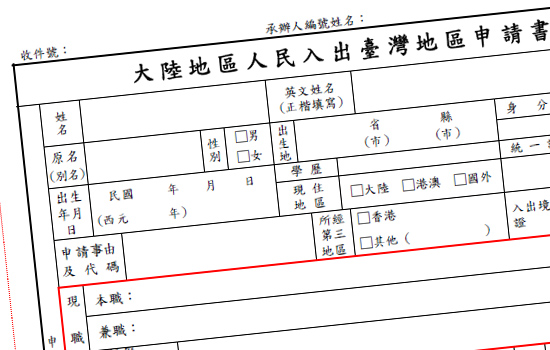 承辦人編號姓名：
收件號：
大陸地區人民入出臺灣地區申請書
姓名
英文姓名
(正楷填寫)
原名
(別名)
性別
□男
□女
出生地
省
(市)
縣
(市)
身 分
統一
出生
年月
日
民國 年 月 日
(西元 年)
學歷
現住
地區
□大陸 □港澳 □國外
申請事由
及代碼
所經
第三
地區
□香港
□其他( )
入出境
證
現職
本職：
兼職：
申